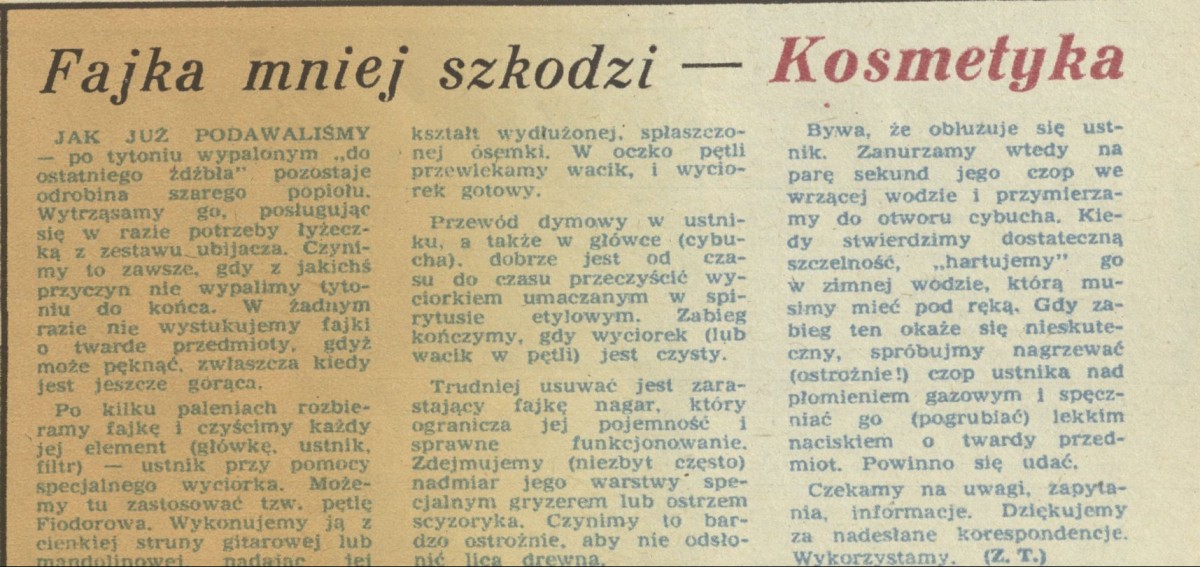 Fajka mniej szkodzi — Kosmetyka
JAK JUŻ PODAWALIŚMY
— po tytoniu wypalonym „do
ostatniego źdźbła" pozostaje
odrobina szarego popiołu.
Wytrząsamy go, posługując
się w razie potrzeby łyżecz-
ką z zestawu ubijacza. Czyni-
my to zawsze, gdy z jakichś
przyczyn nie wypalimy tyto-
niu do końca. W żadnym
razie nie wystukujemy fajki
o twarde przedmioty, gdyż
może pęknąć, zwłaszcza kiedy
jest jeszcze gorąca.
Po kilku paleniach rozbie-
ramy fajkę i czyścimy każdy
jej element (główkę, ustnik,
filtr) — ustnik przy pomocy
specjalnego wyciorka. Może-
my tu zastosować tzw. pętlę
Fiodorowa. Wykonujemy ją z
cienkiej struny gitarowej lub
mandolinowej, nadając jej
kształt wydłużonej, spłaszczo-
nej ósemki. W oczko pętli
przewlekamy wacik, i wycio-
rek gotowy.
Przewód dymowy w ustni-
ku, a także w główce (cybu-
cha), dobrze jest od cza-
su do czasu przeczyścić wy-
ciorkiem umaczanym w spi-
rytusie etylowym. Zabieg
kończymy, gdy wyciorek (lub
wacik w pętli) jest czysty.
Trudniej usuwać jest zara-
stający fajkę nagar, który
ogranicza jej pojemność i
sprawne funkcjonowanie.
Zdejmujemy (niezbyt często)
nadmiar jego warstwy spe-
cjalnym gryzerem lub ostrzem
scyzoryka. Czynimy to bar-
dzo ostrożnie, aby nie odsło-
nić lica drewna.
Bywa, że obluzuje się ust-
nik. Zanurzamy wtedy na
parę sekund jego czop we
wrzącej wodzie i przymierza-
my do otworu cybucha. Kie-
dy stwierdzimy dostateczną
szczelność, „hartujemy" go
w zimnej wodzie, którą mu-
simy mieć pod ręką. Gdy za-
bieg ten okaże się nieskute-
czny, spróbujmy nagrzewać
(ostrożnie!) czop ustnika nad
płomieniem gazowym i spęcz-
niać go (pogrubiać) lekkim
naciskiem o twardy przed-
miot. Powinno się udać.
Czekamy na uwagi, zapyta-
nia, informacje. Dziękujemy
za nadesłane korespondencje.
Wykorzystamy. (Z. T.)